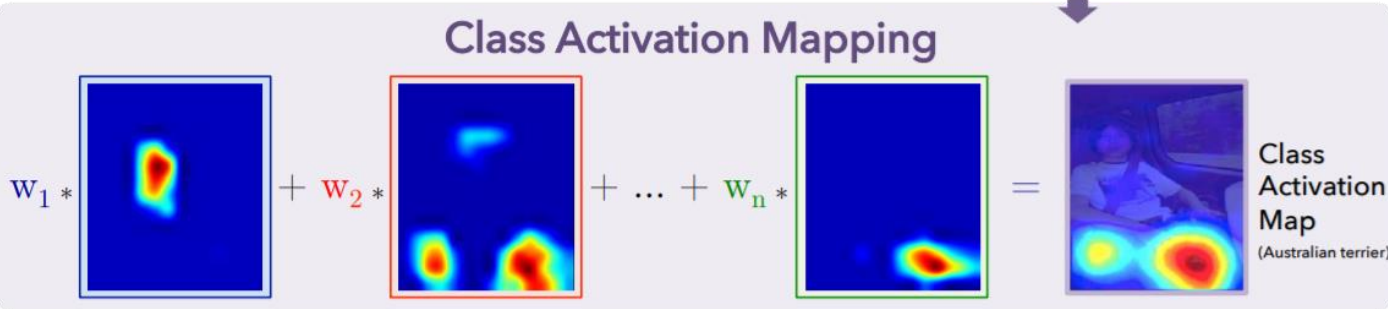 Class Activation Mapping
w₁ * + w₂ * + ... + wₙ * =
Class
Activation
Map
(Australian terrier)